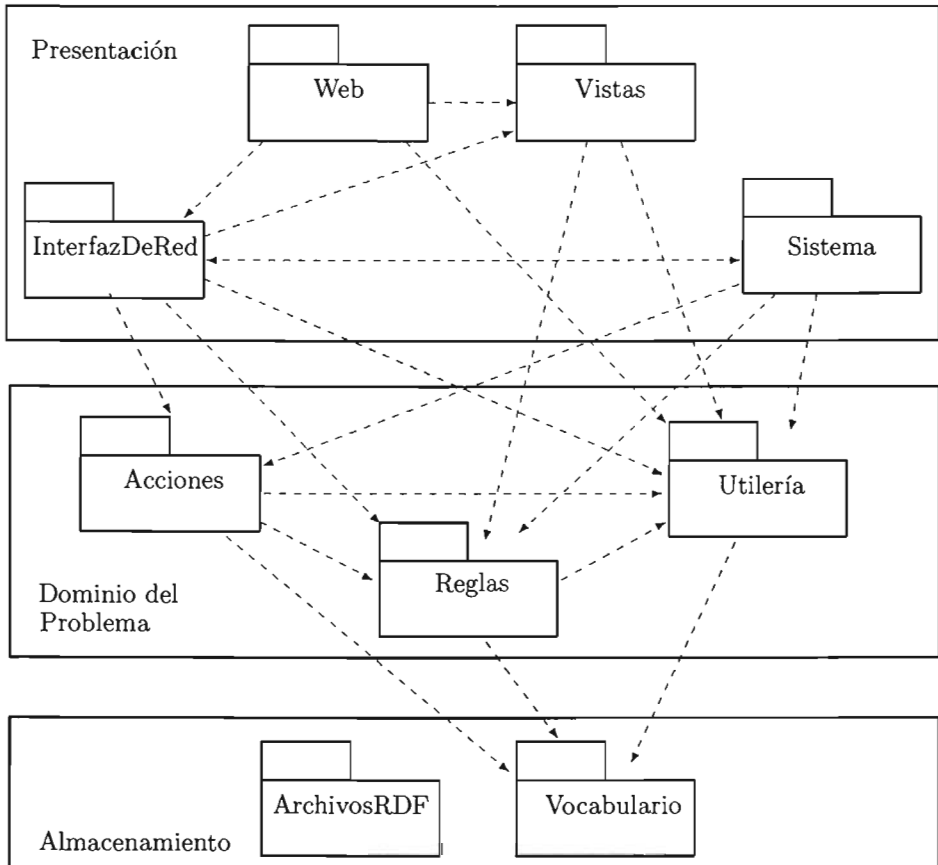 Presentación
Web
Vistas
InterfazDeRed
Sistema
Acciones
Utilería
Reglas
Dominio del
Problema
ArchivosRDF
Vocabulario
Almacenamiento